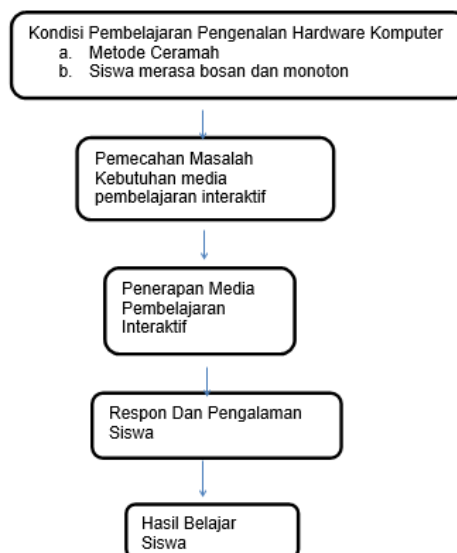 Kondisi Pembelajaran Pengenalan Hardware Komputer
a. Metode Ceramah
b. Siswa merasa bosan dan monoton
Pemecahan Masalah
Kebutuhan media
pembelajaran interaktif
Penerapan Media
Pembelajaran
Interaktif
Respon Dan Pengalaman
Siswa
Hasil Belajar
Siswa